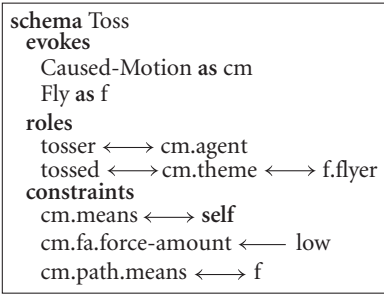 schema Toss
evokes
Caused-Motion as cm
Fly as f
roles
tosser ⟷ cm.agent
tossed ⟷ cm.theme ⟷ f.flyer
constraints
cm.means ⟷ self
cm.fa.force-amount ⟵ low
cm.path.means ⟷ f